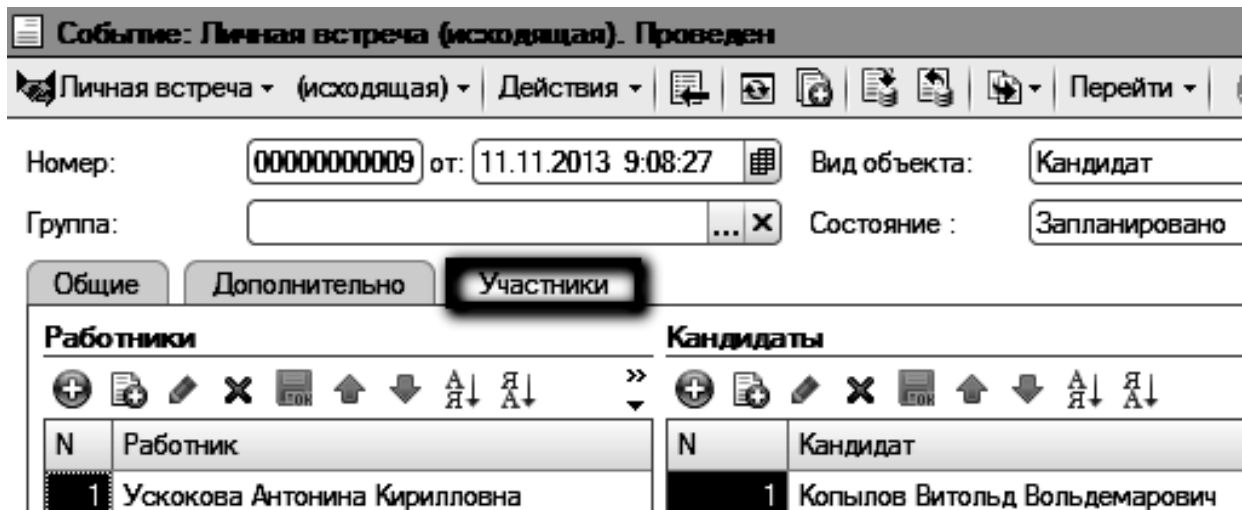 Событие: Личная встреча (исходящая). Проведен
Личная встреча (исходящая) Действия Перейти
Номер: 00000000009 от: 11.11.2013 9:08:27 Вид объекта: Кандидат
Группа: ... Состояние : Запланировано
Общие Дополнительно Участники
Работники Кандидаты
N Работник N Кандидат
1 Ускокова Антонина Кирилловна 1 Копылов Витольд Вольдемарович